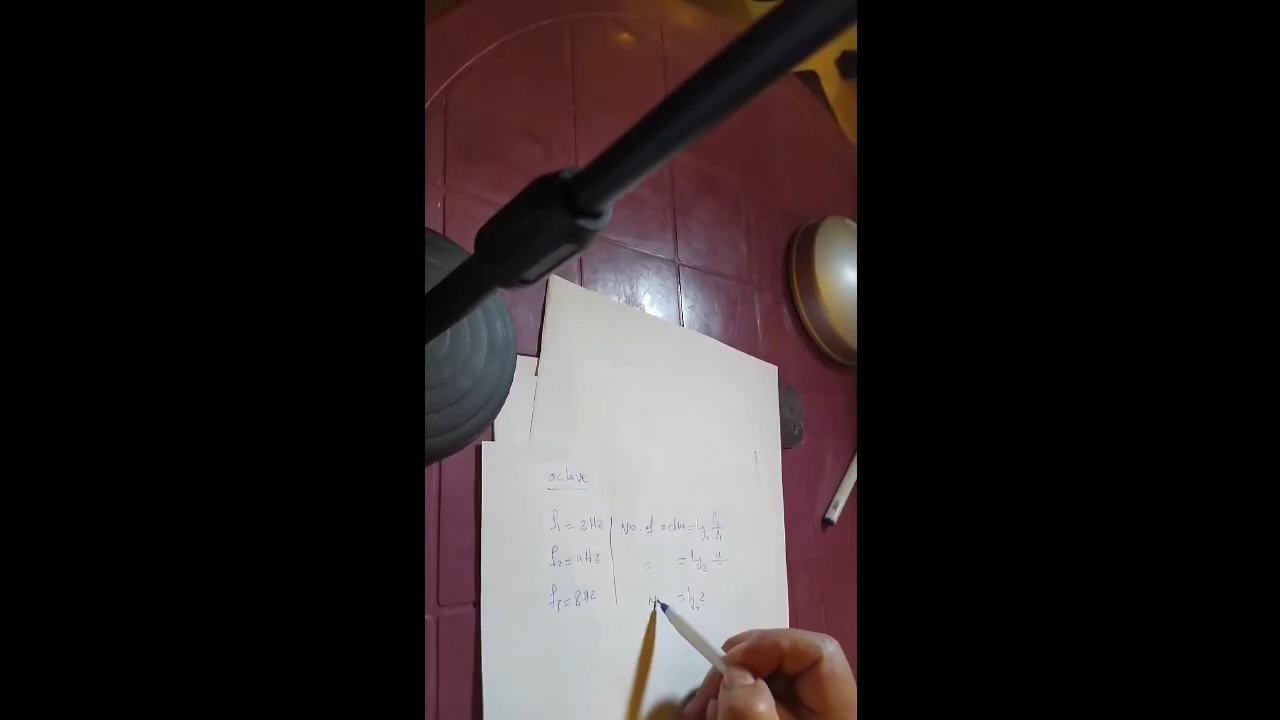 octave
f₁ = 2Hz | No. of octave = log₂ f₂/f₁
f₂ = 4Hz = log₂ 4/2
f₃ = 8Hz N = log₂ 2